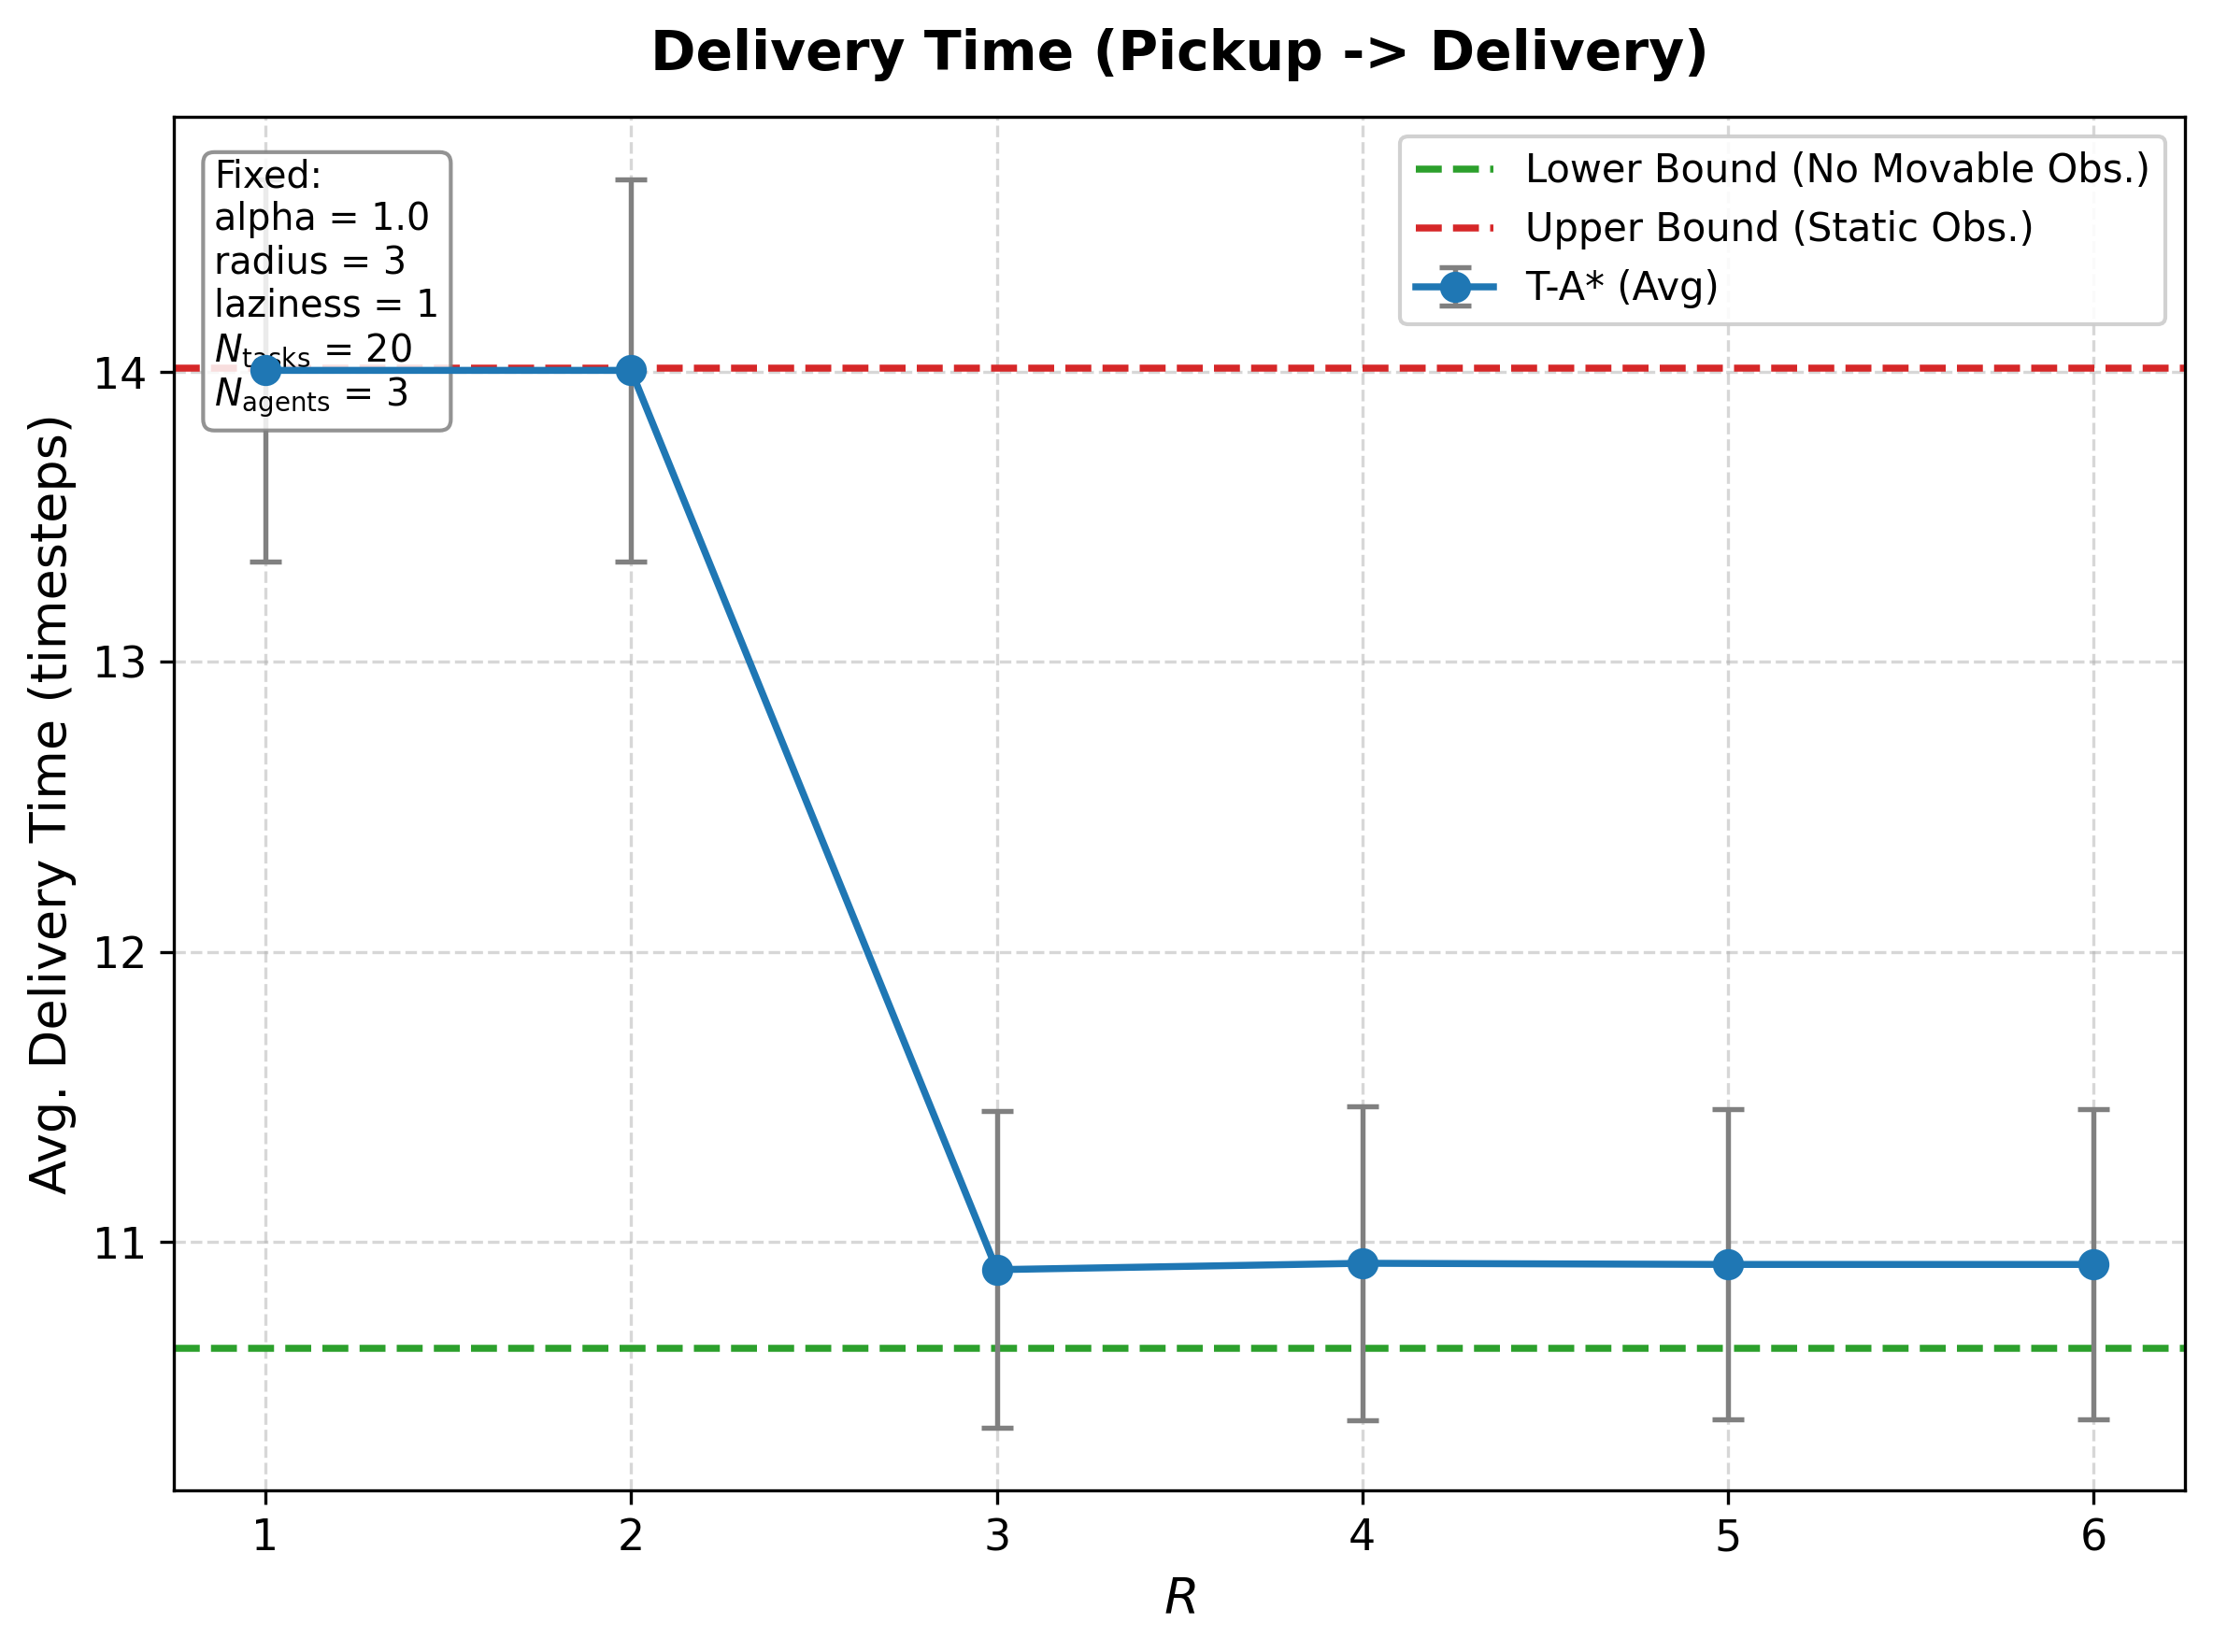 Delivery Time (Pickup -> Delivery)
Fixed:
alpha = 1.0
radius = 3
laziness = 1
N_tasks = 20
N_agents = 3
Lower Bound (No Movable Obs.)
Upper Bound (Static Obs.)
T-A* (Avg)
Avg. Delivery Time (timesteps)
14
13
12
11
1 2 3 4 5 6
R